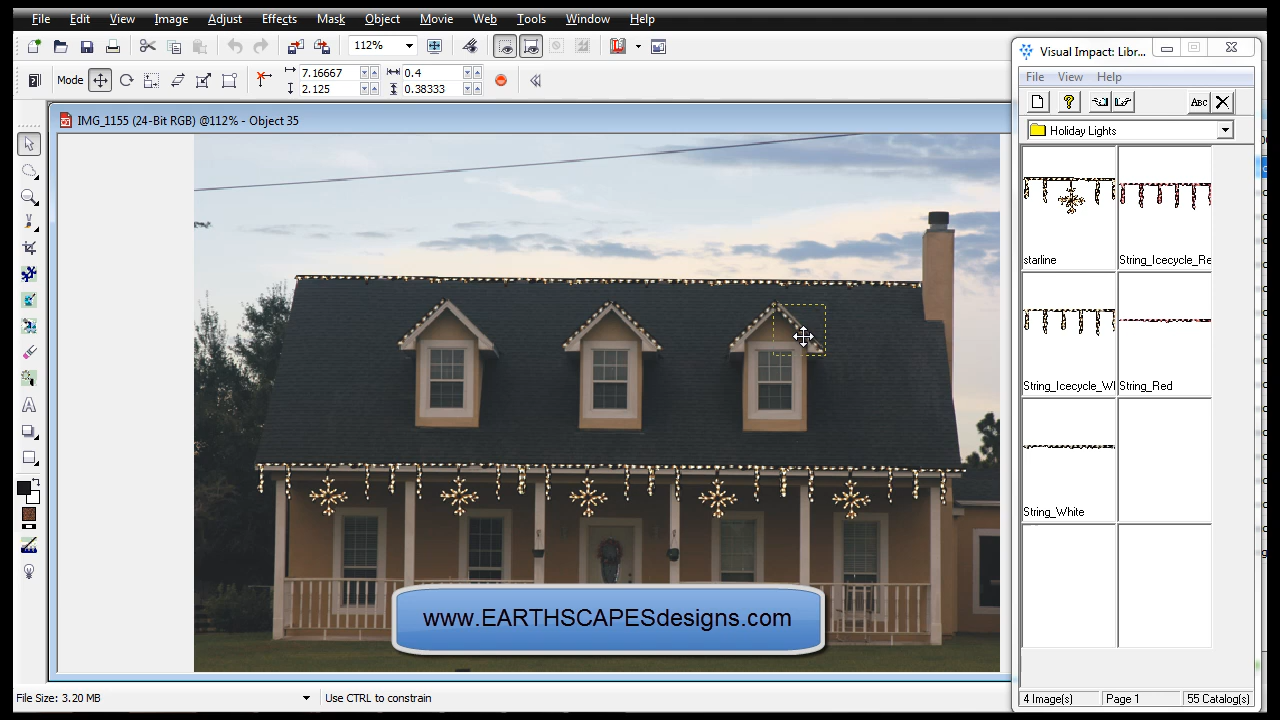 File Edit View Image Adjust Effects Mask Object Movie Web Tools Window Help
112%
Mode 7.16667 0.4
2.125 0.38333
IMG_1155 (24-Bit RGB) @112% - Object 35
www.EARTHSCAPESdesigns.com
File Size: 3.20 MB Use CTRL to constrain
Visual Impact: Libr...
File View Help
ABC
Holiday Lights
starline String_Icecycle_Re
String_Icecycle_WI String_Red
String_White
4 Image(s) Page 1 55 Catalog(s)